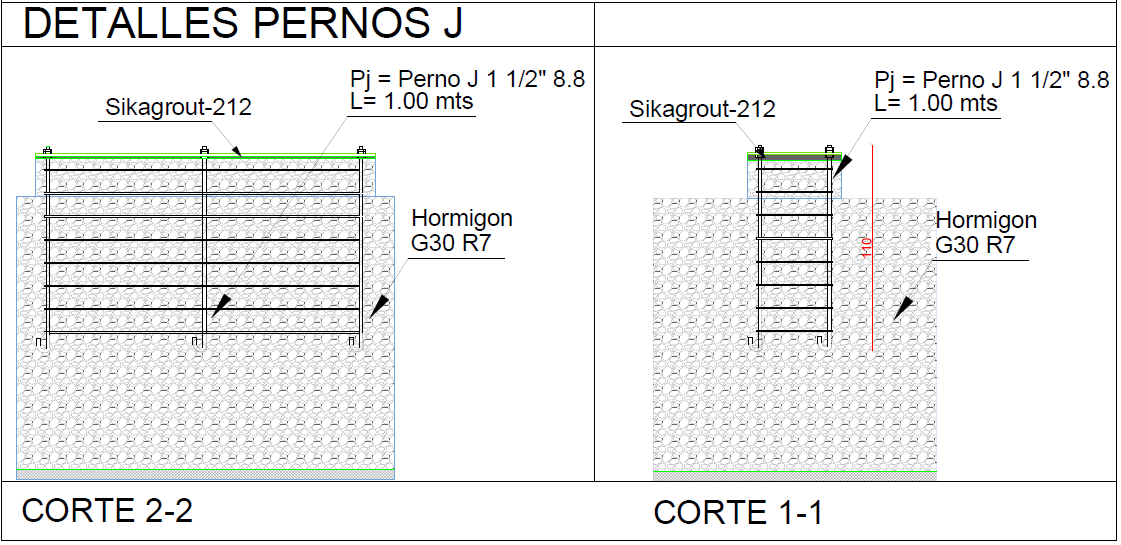 DETALLES PERNOS J
Pj = Perno J 1 1/2" 8.8
L= 1.00 mts
Sikagrout-212
Hormigon
G30 R7
CORTE 2-2
Pj = Perno J 1 1/2" 8.8
L= 1.00 mts
Sikagrout-212
Hormigon
G30 R7
110
CORTE 1-1